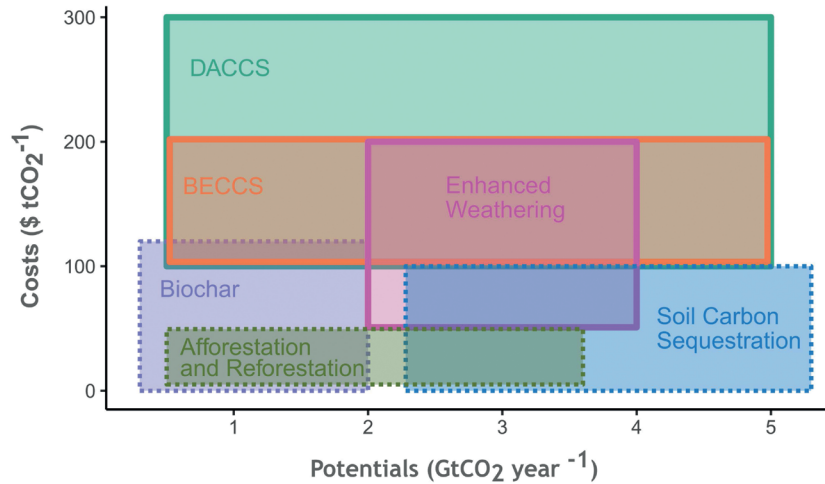 300
DACCS
200
BECCS
Enhanced
Weathering
Costs ($ tCO₂⁻¹)
100
Biochar
Soil Carbon
Sequestration
Afforestation
and Reforestation
0
1 2 3 4 5
Potentials (GtCO₂ year ⁻¹)